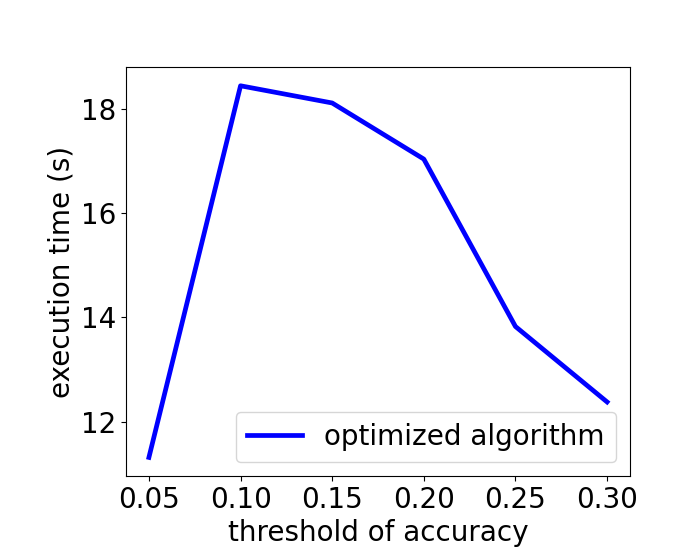 execution time (s)
18
16
14
12
optimized algorithm
0.05 0.10 0.15 0.20 0.25 0.30
threshold of accuracy